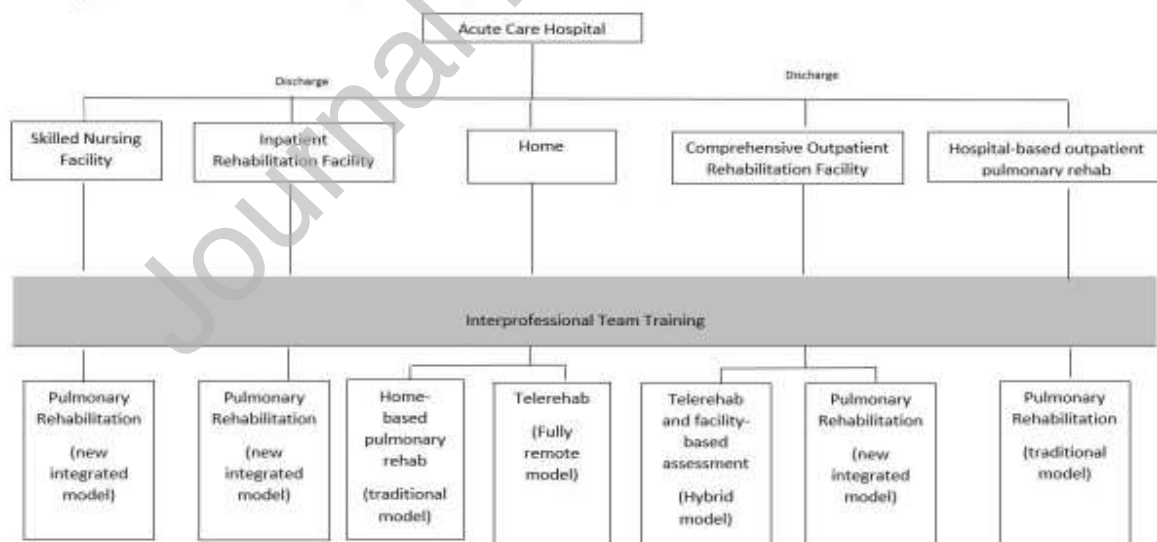 Acute Care Hospital
Discharge
Discharge
Skilled Nursing
Facility
Inpatient
Rehabilitation Facility
Home
Comprehensive Outpatient
Rehabilitation Facility
Hospital-based outpatient
pulmonary rehab
Journal
Interprofessional Team Training
Pulmonary
Rehabilitation
(new
integrated
model)
Pulmonary
Rehabilitation
(new
integrated
model)
Home-
based
pulmonary
rehab
(traditional
model)
Telerehab
(Fully
remote
model)
Telerehab
and facility-
based
assessment
(Hybrid
model)
Pulmonary
Rehabilitation
(new
integrated
model)
Pulmonary
Rehabilitation
(traditional
model)